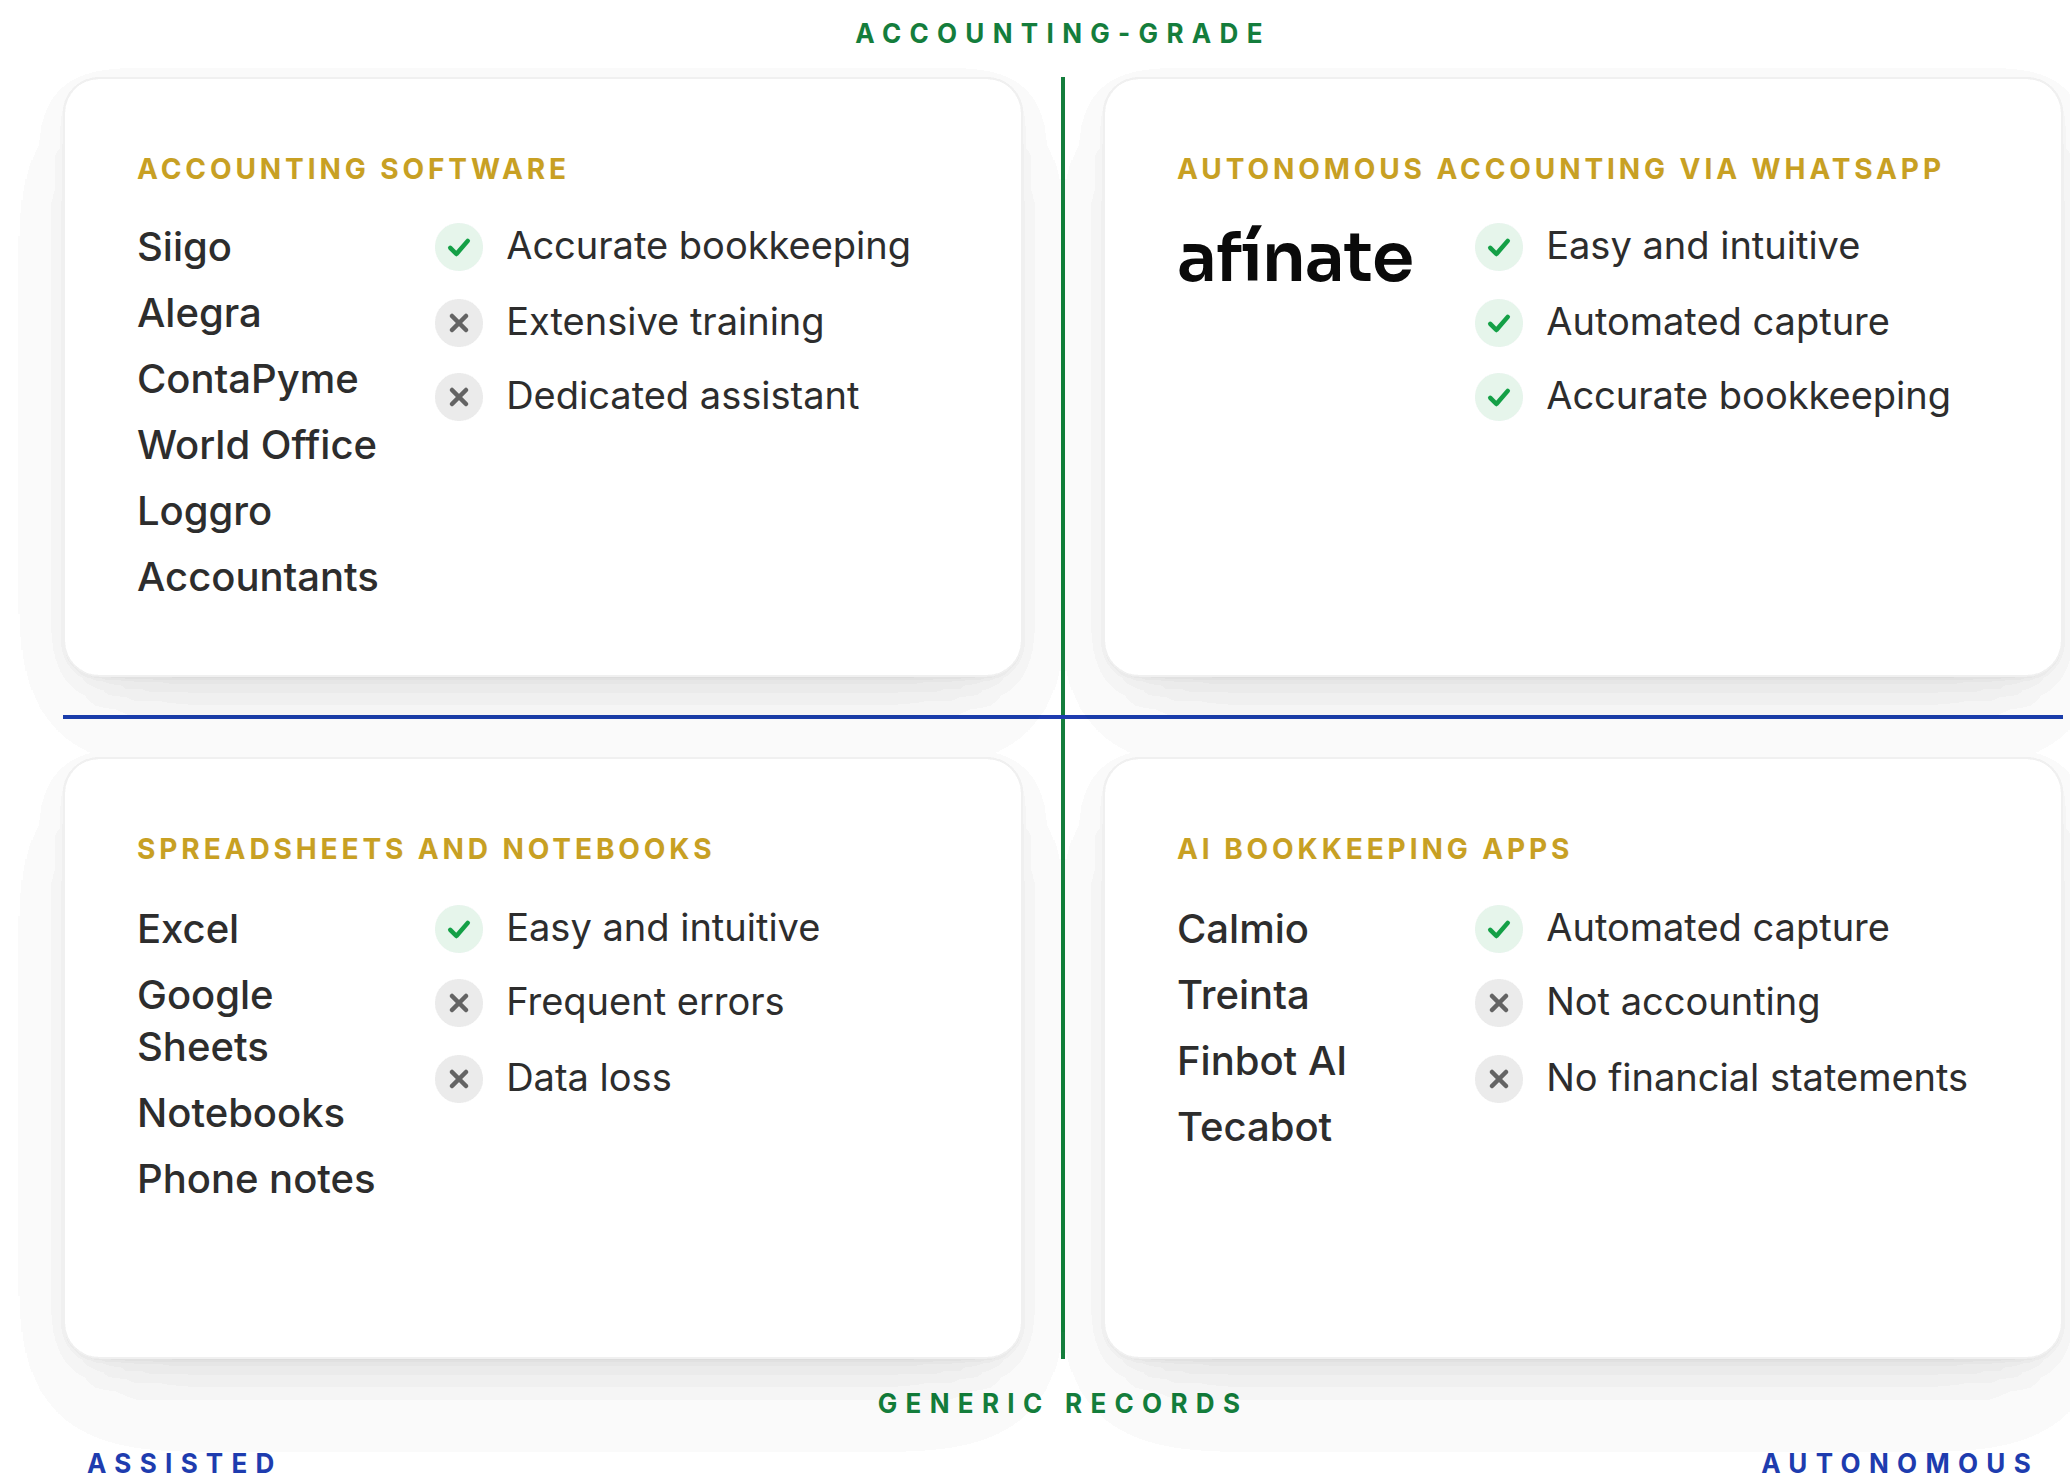 ACCOUNTING-GRADE
ACCOUNTING SOFTWARE
Siigo
Alegra
ContaPyme
World Office
Loggro
Accountants
Accurate bookkeeping
Extensive training
Dedicated assistant
AUTONOMOUS ACCOUNTING VIA WHATSAPP
afínate
Easy and intuitive
Automated capture
Accurate bookkeeping
SPREADSHEETS AND NOTEBOOKS
Excel
Google
Sheets
Notebooks
Phone notes
Easy and intuitive
Frequent errors
Data loss
AI BOOKKEEPING APPS
Calmio
Treinta
Finbot AI
Tecabot
Automated capture
Not accounting
No financial statements
GENERIC RECORDS
ASSISTED
AUTONOMOUS